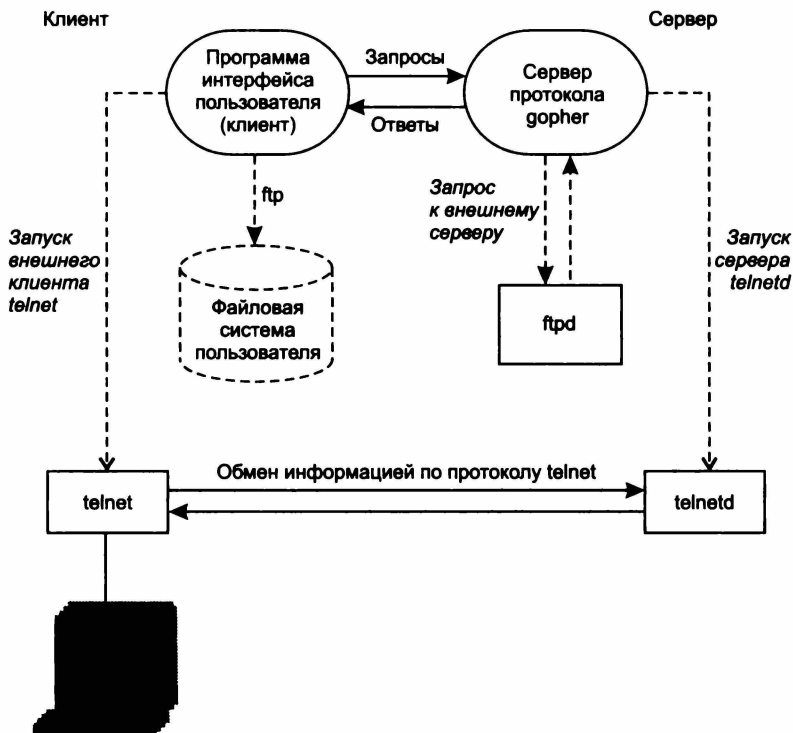 Клиент
Сервер
Программа
интерфейса
пользователя
(клиент)
Запросы
Ответы
Сервер
протокола
gopher
ftp
Запрос
к внешнему
серверу
Запуск
внешнего
клиента
telnet
Запуск
сервера
telnetd
Файловая
система
пользователя
ftpd
Обмен информацией по протоколу telnet
telnet
telnetd